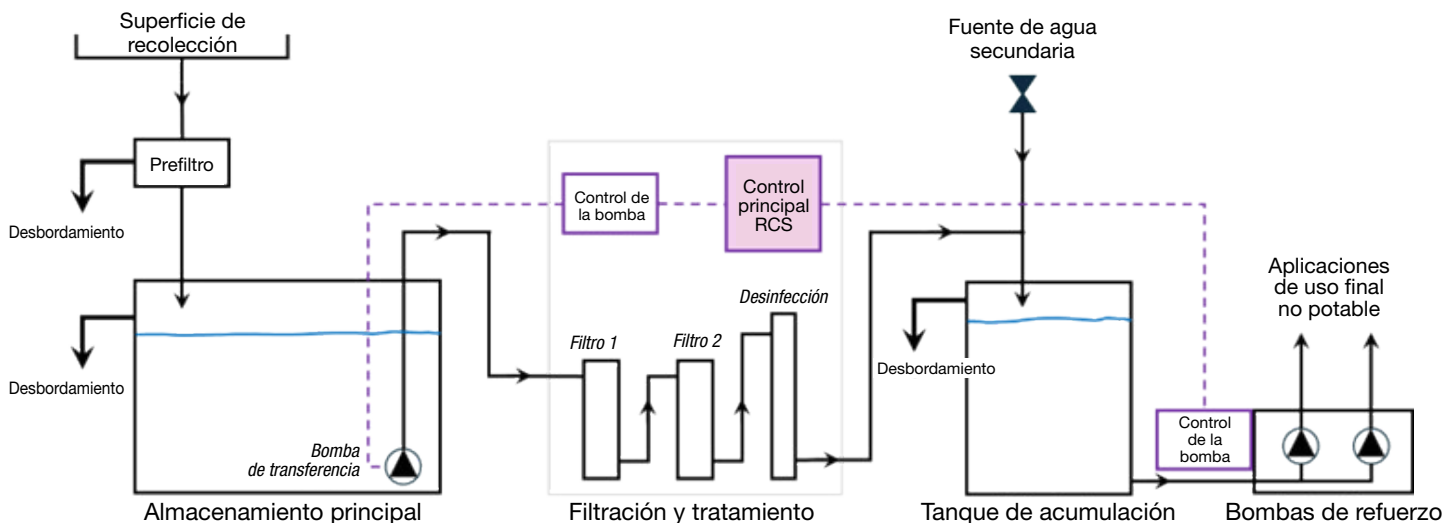 Superficie de
recolección
Prefiltro
Desbordamiento
Desbordamiento
Bomba
de transferencia
Almacenamiento principal
Control de
la bomba
Control
principal
RCS
Filtro 1
Filtro 2
Desinfección
Filtración y tratamiento
Fuente de agua
secundaria
Desbordamiento
Tanque de acumulación
Aplicaciones
de uso final
no potable
Control
de la
bomba
Bombas de refuerzo